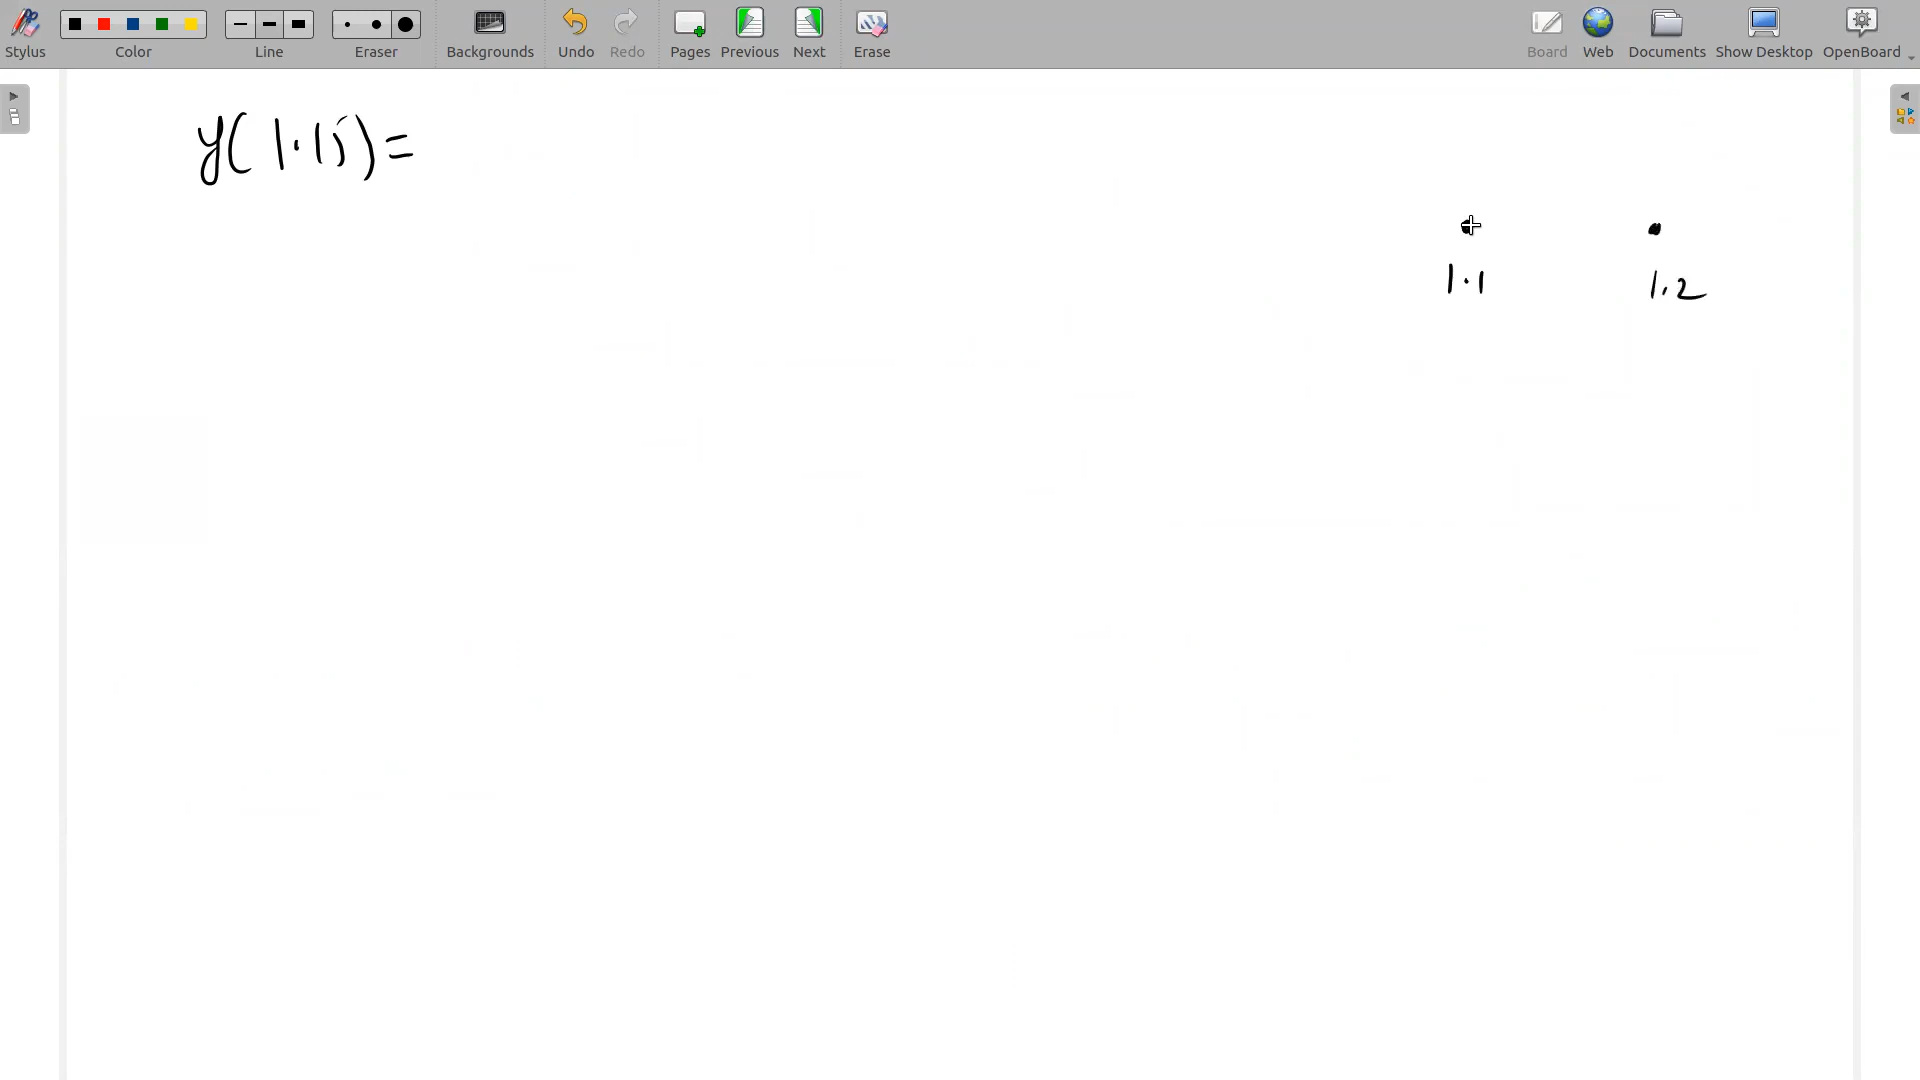 Stylus Color Line Eraser Backgrounds Undo Redo Pages Previous Next Erase Board Web Documents Show Desktop OpenBoard
y(1.15)=
1.1 1.2